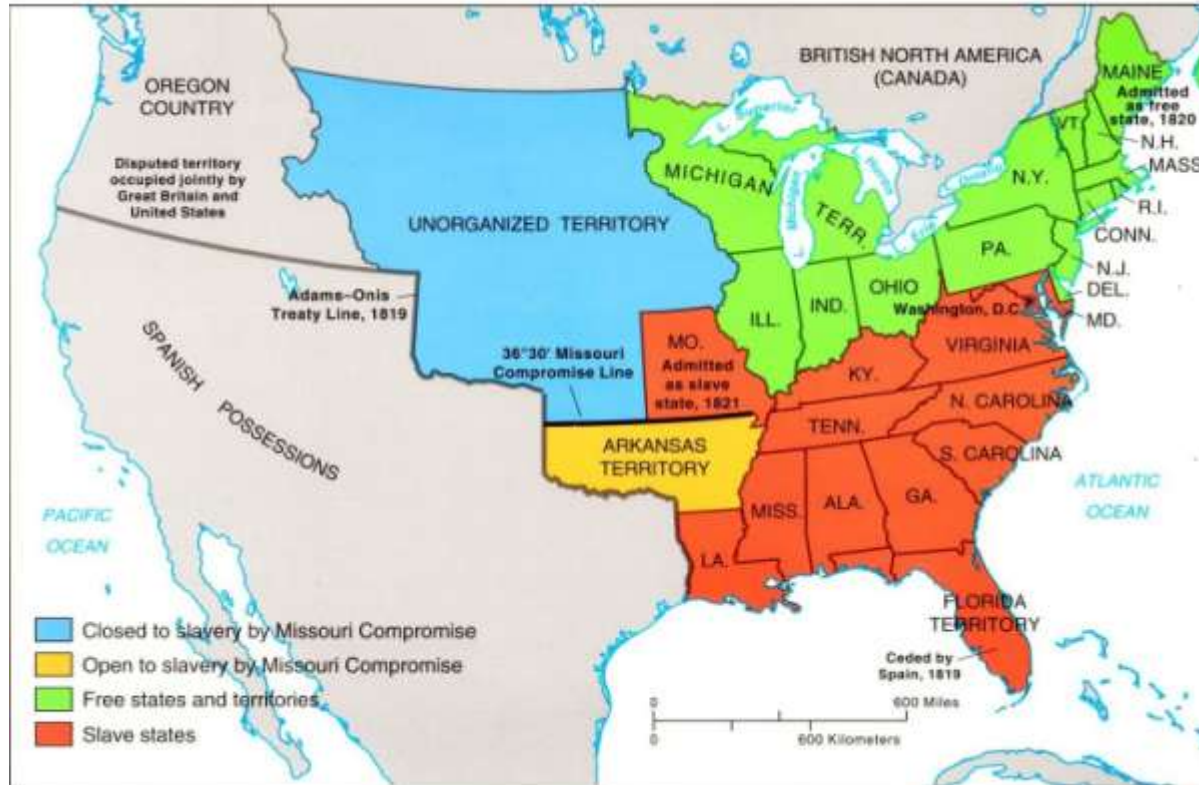 OREGON
COUNTRY
Disputed territory
occupied jointly by
Great Britain and
United States
BRITISH NORTH AMERICA
(CANADA)
MAINE
Admitted
as free
state, 1820
VT.
N.H.
MASS
N.Y.
R.I.
CONN.
PA.
N.J.
DEL.
MD.
L. Superior
L. Michigan
L. Huron
L. Erie
L. Ontario
MICHIGAN
TERR.
UNORGANIZED TERRITORY
Adams–Onis
Treaty Line, 1819
36°30' Missouri
Compromise Line
ILL.
IND.
OHIO
Washington, D.C.
MO.
Admitted
as slave
state, 1821
KY.
VIRGINIA
TENN.
N. CAROLINA
S. CAROLINA
ARKANSAS
TERRITORY
MISS.
ALA.
GA.
LA.
FLORIDA
TERRITORY
Ceded by
Spain, 1819
SPANISH POSSESSIONS
PACIFIC
OCEAN
ATLANTIC
OCEAN
Closed to slavery by Missouri Compromise
Open to slavery by Missouri Compromise
Free states and territories
Slave states
0 600 Miles
0 600 Kilometers